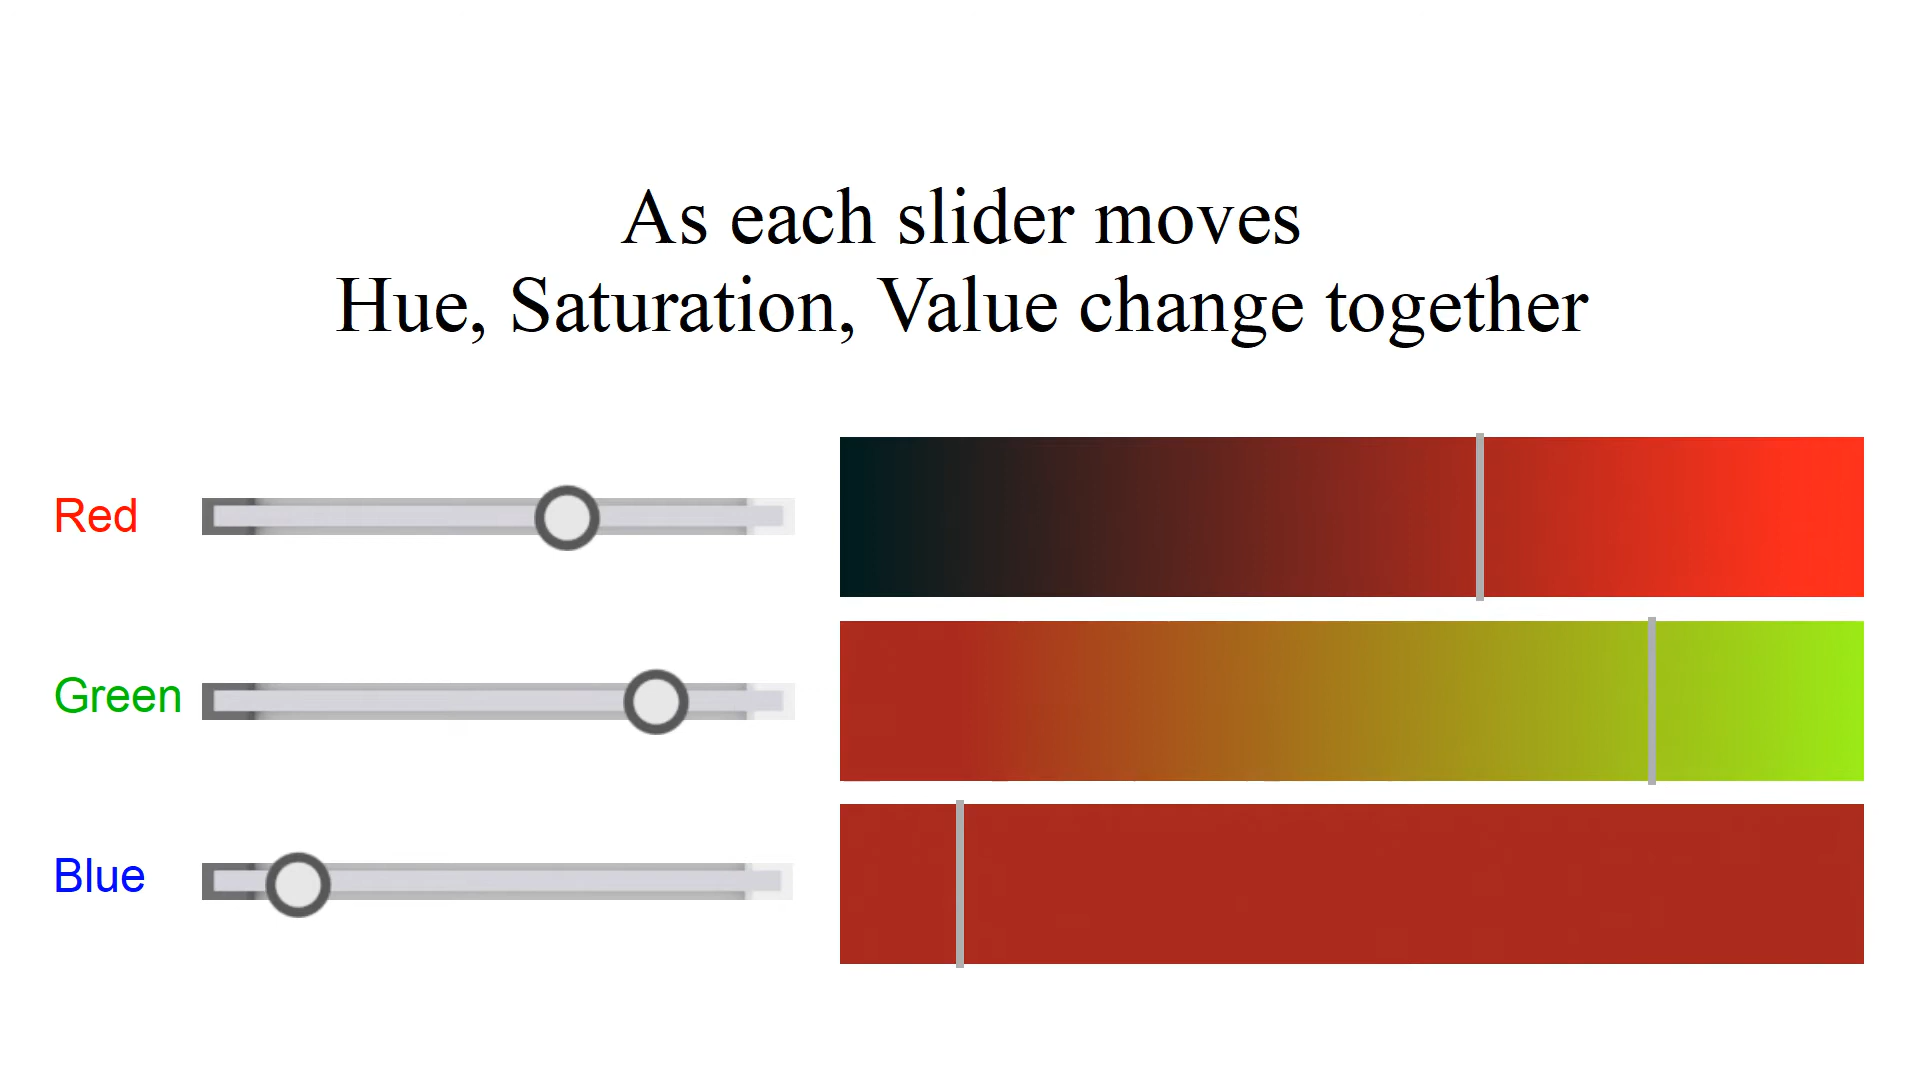 As each slider moves
Hue, Saturation, Value change together
Red
Green
Blue